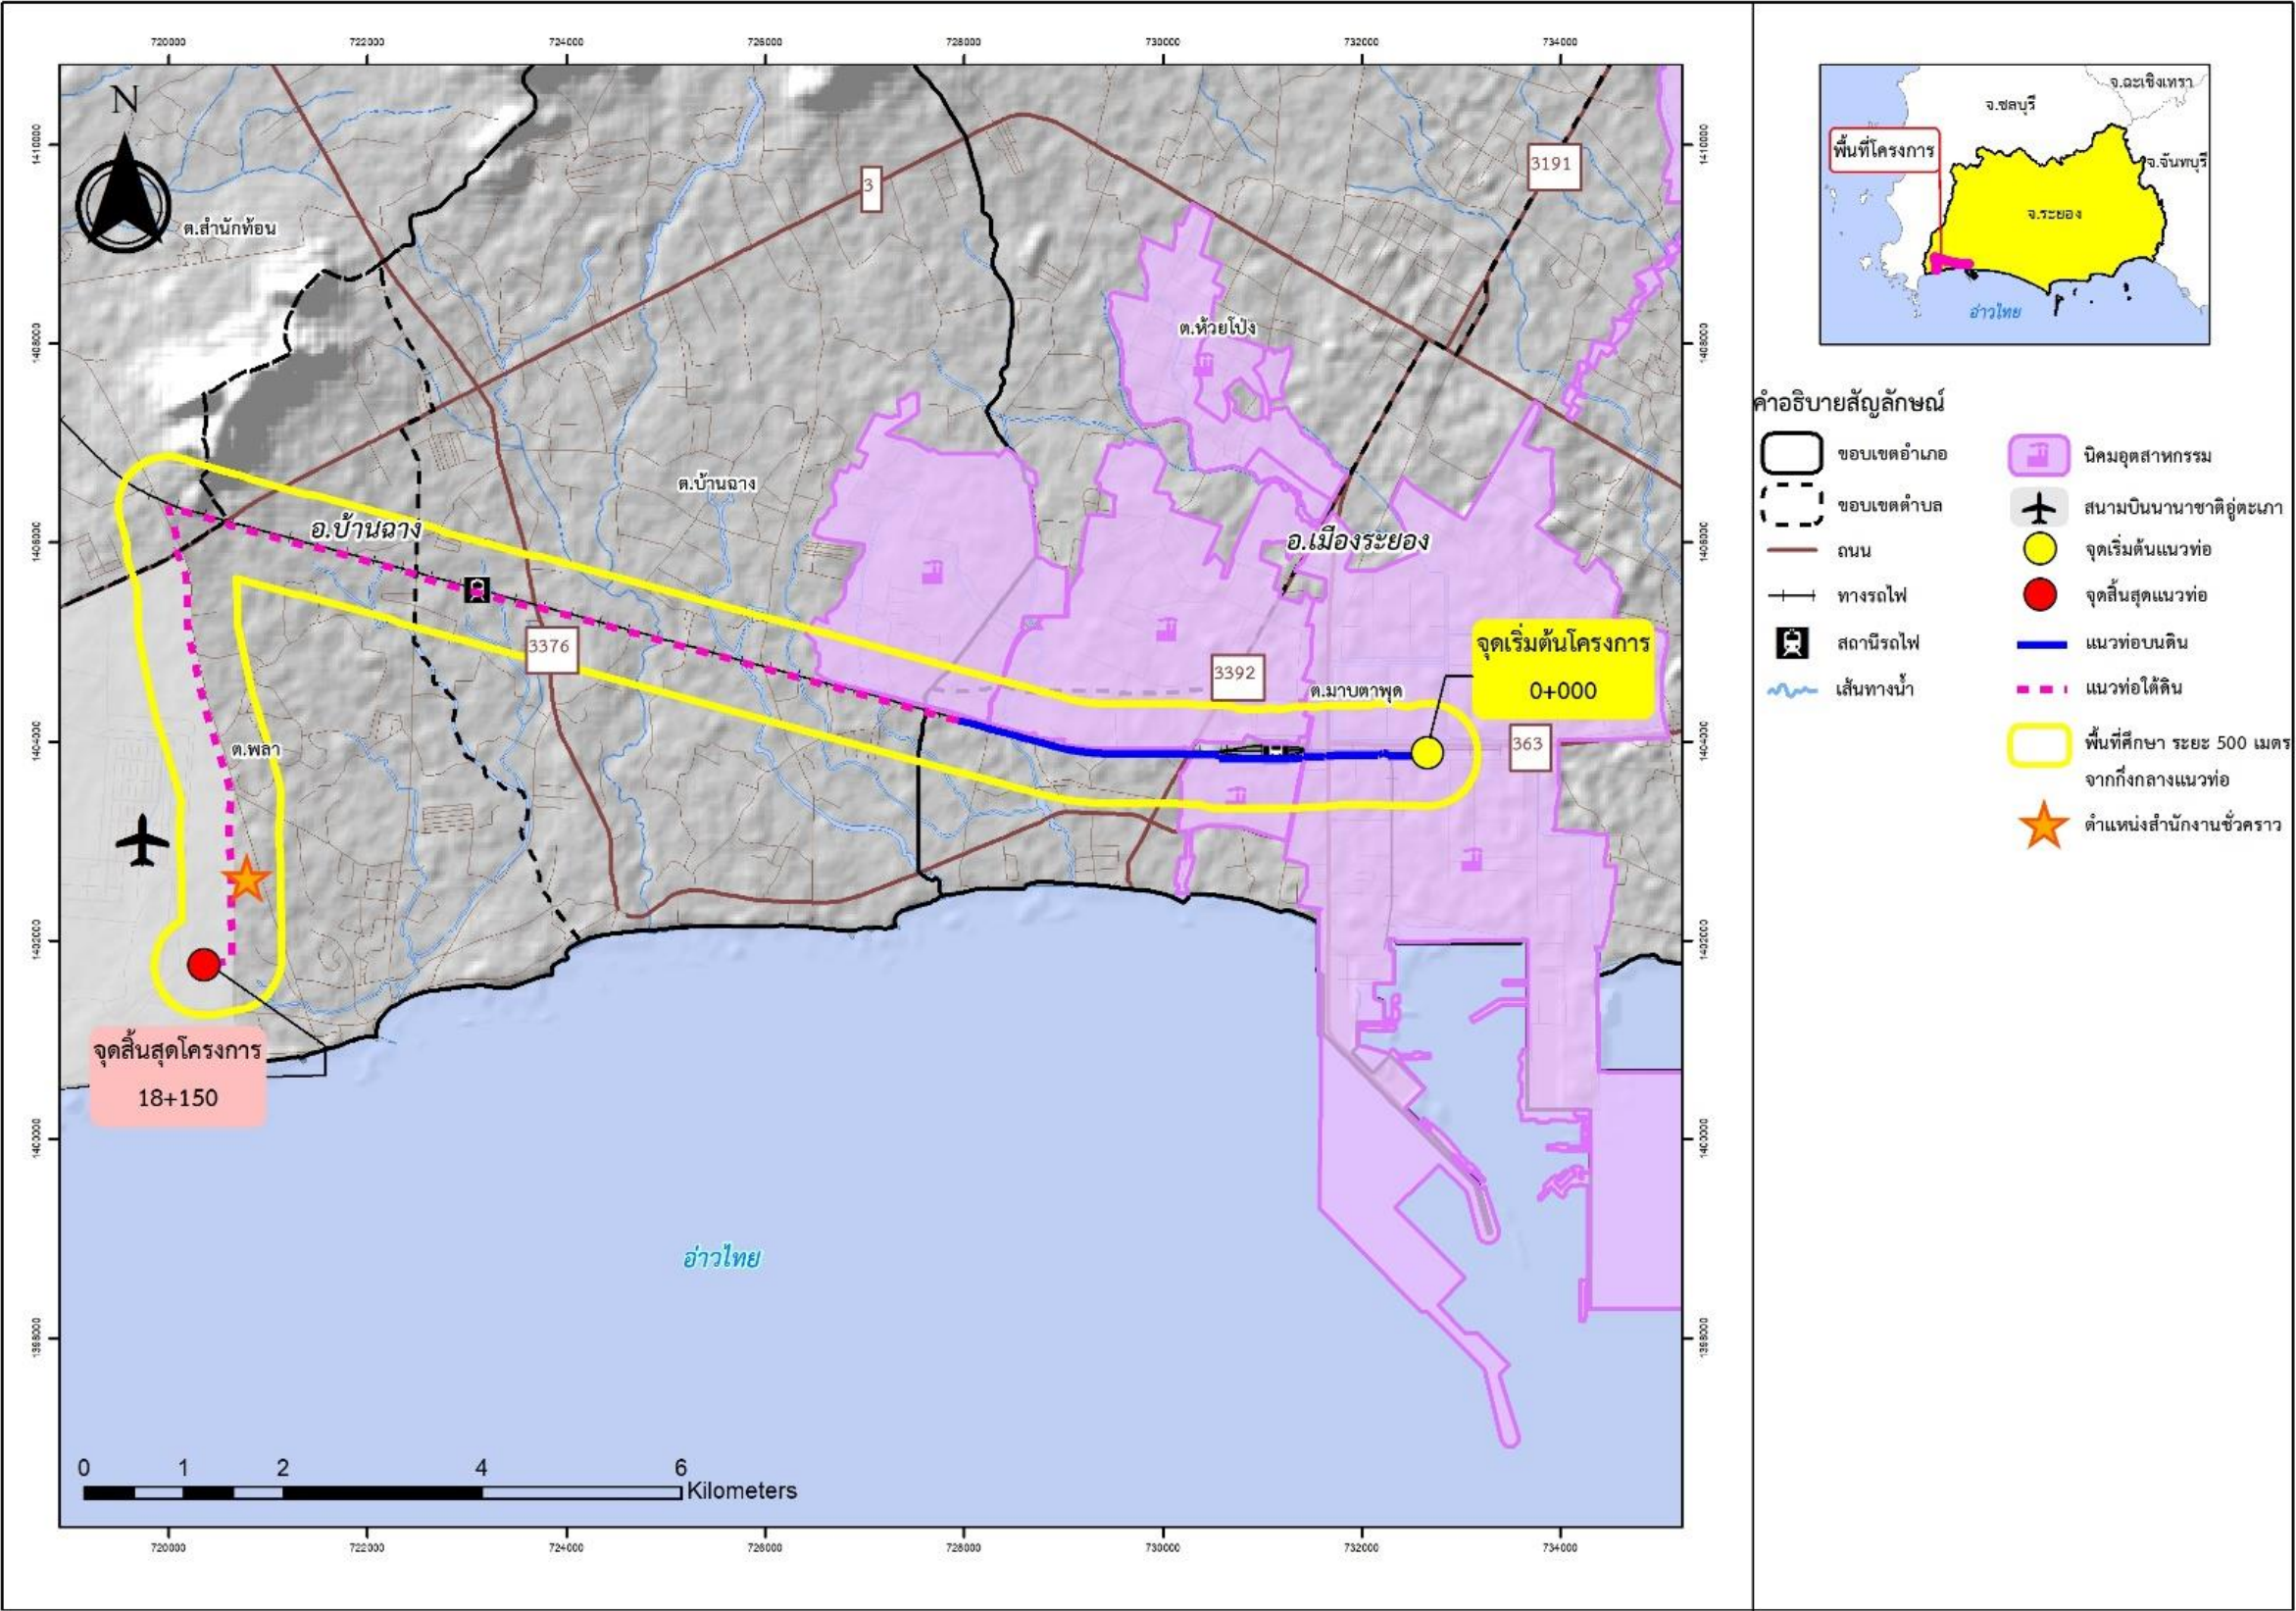 720000 722000 724000 726000 728000 730000 732000 734000
N
1410000
1408000
1406000
1404000
1402000
1400000
1398000
ต.สำนักท้อน
3
3191
ต.ห้วยโป่ง
ต.บ้านฉาง
อ.บ้านฉาง
อ.เมืองระยอง
3376
3392
ต.มาบตาพุด
จุดเริ่มต้นโครงการ
0+000
363
ต.พลา
จุดสิ้นสุดโครงการ
18+150
อ่าวไทย
0 1 2 4 6
Kilometers
1410000
1408000
1406000
1404000
1402000
1400000
1398000
720000 722000 724000 726000 728000 730000 732000 734000
จ.ฉะเชิงเทรา
จ.ชลบุรี
พื้นที่โครงการ
จ.จันทบุรี
จ.ระยอง
อ่าวไทย
คำอธิบายสัญลักษณ์
ขอบเขตอำเภอ
ขอบเขตตำบล
ถนน
ทางรถไฟ
สถานีรถไฟ
เส้นทางน้ำ
นิคมอุตสาหกรรม
สนามบินนานาชาติอู่ตะเภา
จุดเริ่มต้นแนวท่อ
จุดสิ้นสุดแนวท่อ
แนวท่อบนดิน
แนวท่อใต้ดิน
พื้นที่ศึกษา ระยะ 500 เมตร
จากกึ่งกลางแนวท่อ
ตำแหน่งสำนักงานชั่วคราว